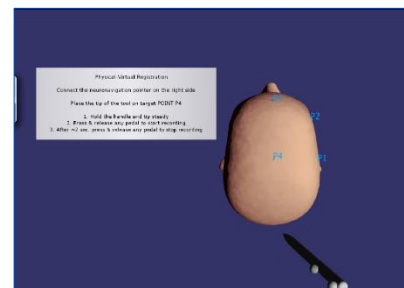 Physical-Virtual Registration
Connect the neuronavigation pointer on the right side
Place the tip of the tool on target POINT P4
1. Hold the handle and tip steady
2. Press & release any pedal to start recording.
3. After ~2 sec. press & release any pedal to stop recording
P2
P4
P1